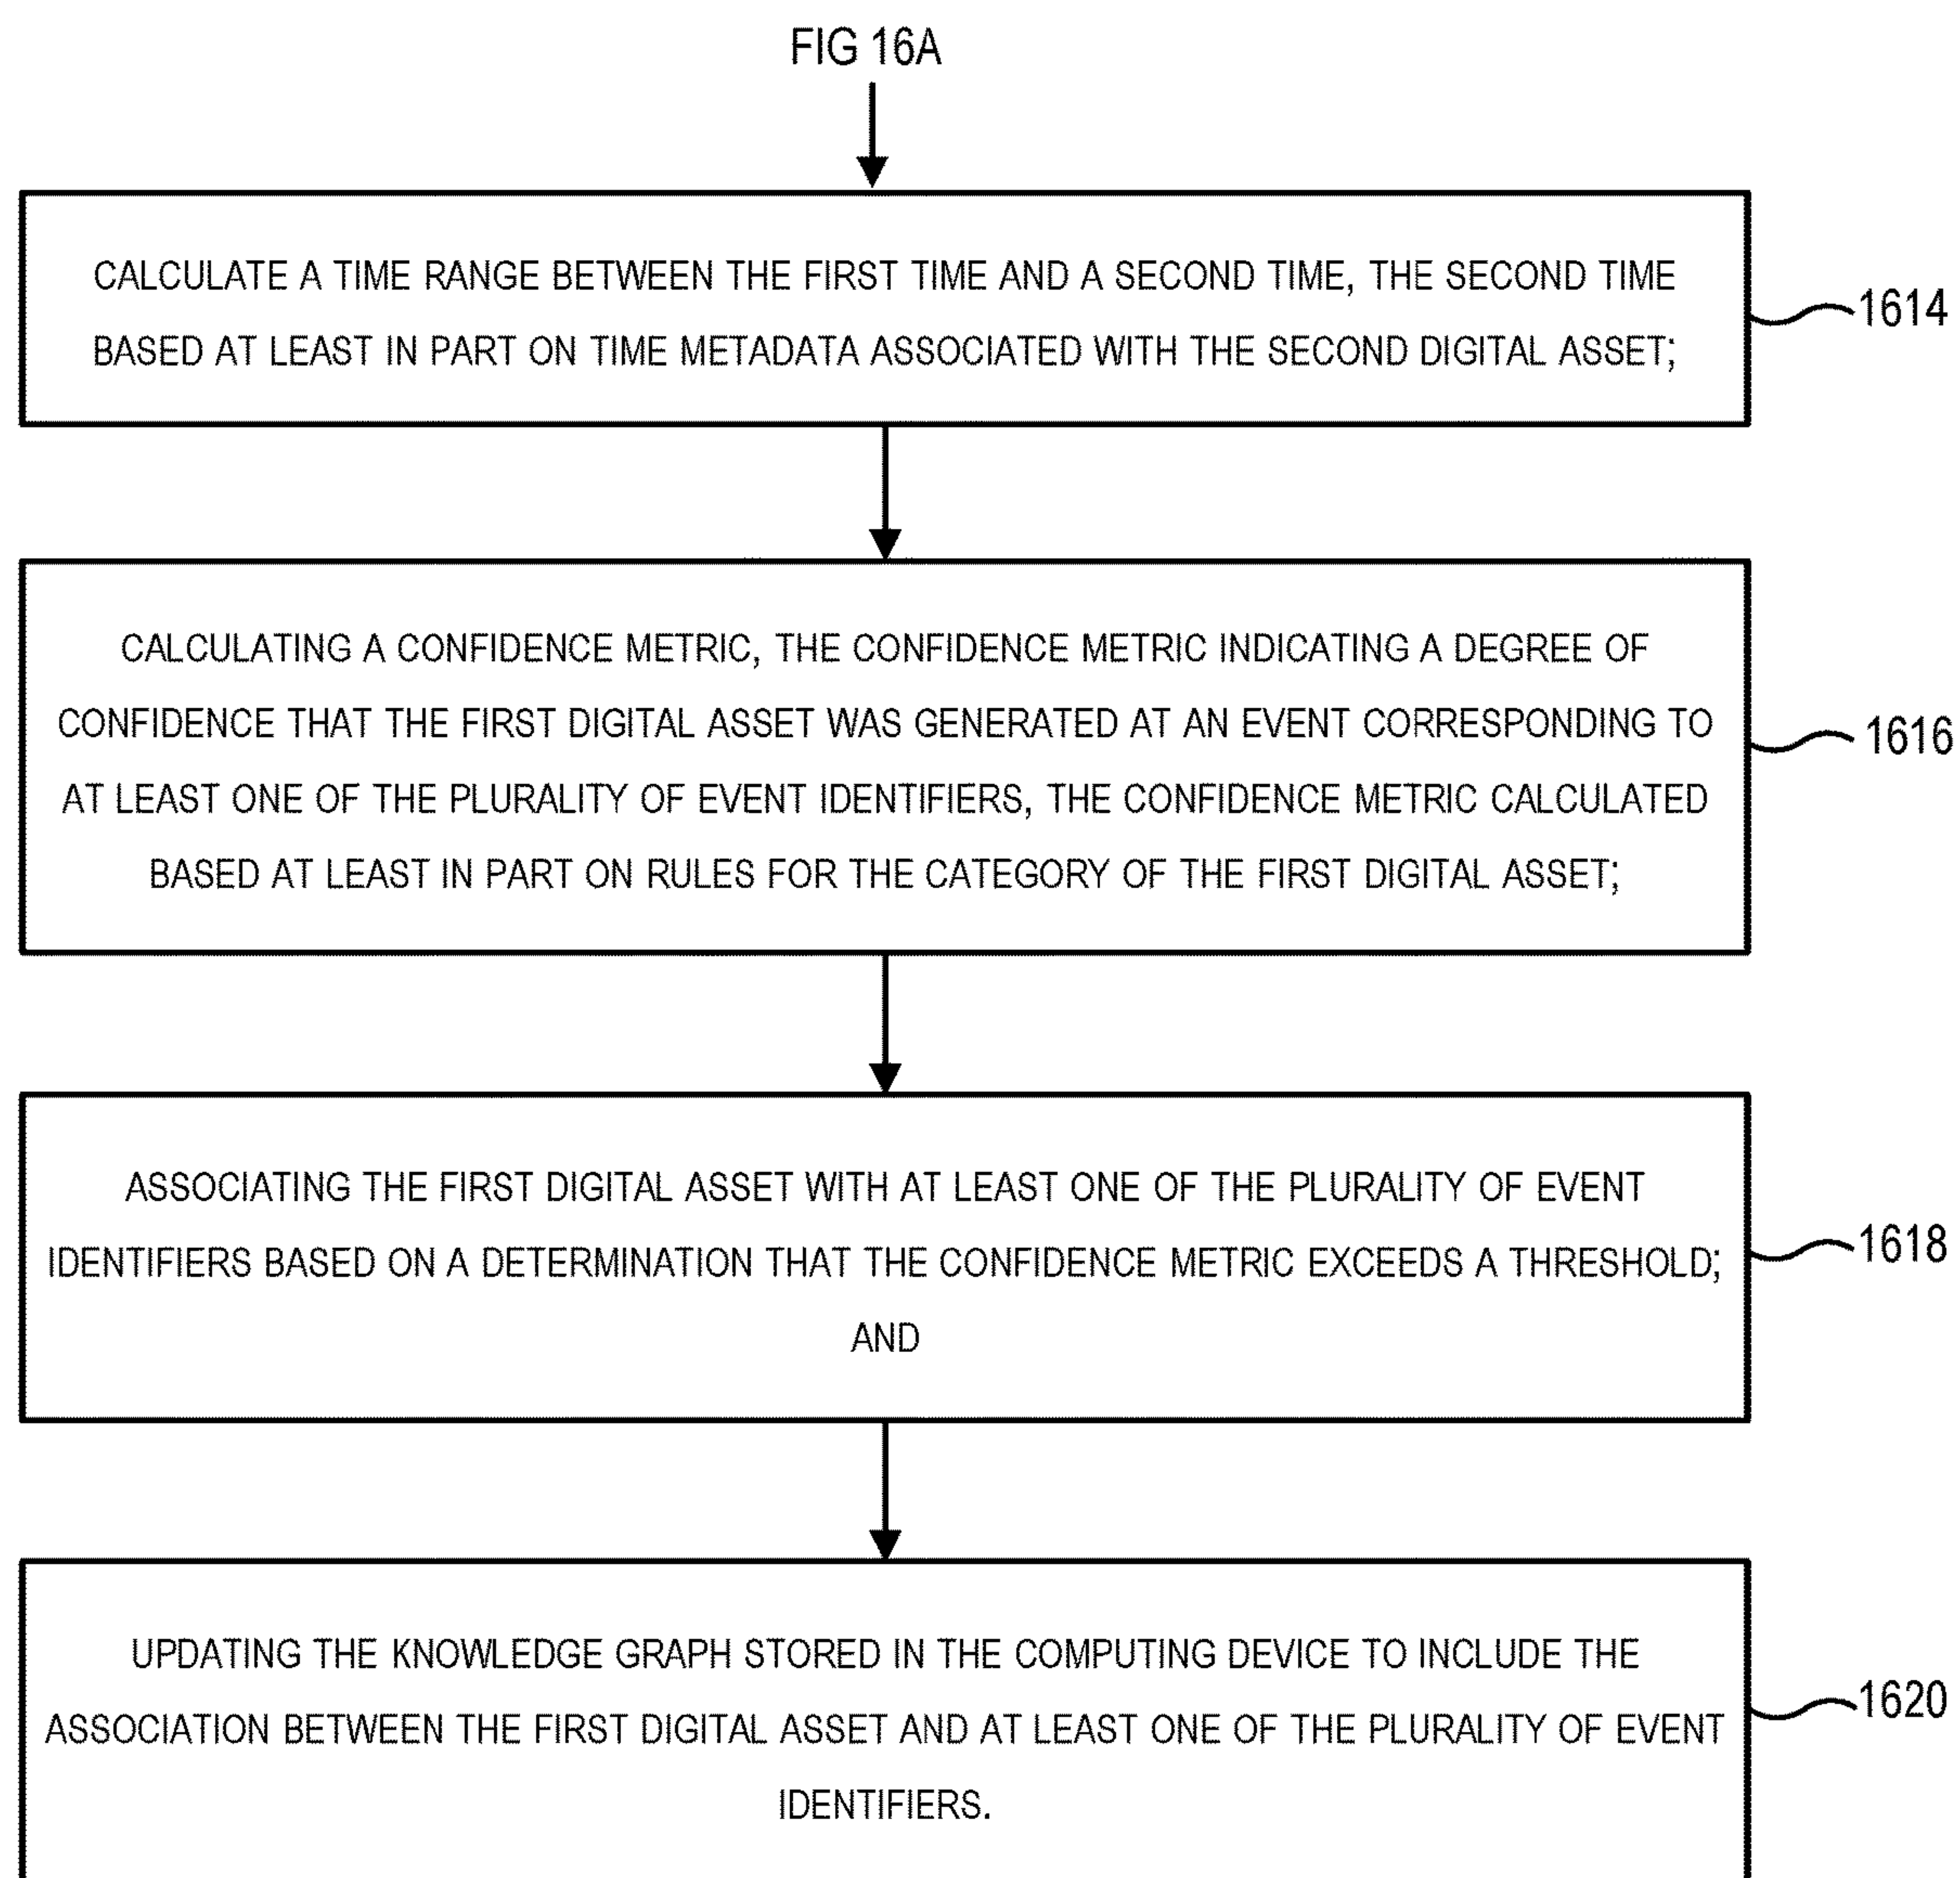 FIG 16A
CALCULATE A TIME RANGE BETWEEN THE FIRST TIME AND A SECOND TIME, THE SECOND TIME
BASED AT LEAST IN PART ON TIME METADATA ASSOCIATED WITH THE SECOND DIGITAL ASSET;
1614
CALCULATING A CONFIDENCE METRIC, THE CONFIDENCE METRIC INDICATING A DEGREE OF
CONFIDENCE THAT THE FIRST DIGITAL ASSET WAS GENERATED AT AN EVENT CORRESPONDING TO
AT LEAST ONE OF THE PLURALITY OF EVENT IDENTIFIERS, THE CONFIDENCE METRIC CALCULATED
BASED AT LEAST IN PART ON RULES FOR THE CATEGORY OF THE FIRST DIGITAL ASSET;
1616
ASSOCIATING THE FIRST DIGITAL ASSET WITH AT LEAST ONE OF THE PLURALITY OF EVENT
IDENTIFIERS BASED ON A DETERMINATION THAT THE CONFIDENCE METRIC EXCEEDS A THRESHOLD;
AND
1618
UPDATING THE KNOWLEDGE GRAPH STORED IN THE COMPUTING DEVICE TO INCLUDE THE
ASSOCIATION BETWEEN THE FIRST DIGITAL ASSET AND AT LEAST ONE OF THE PLURALITY OF EVENT
IDENTIFIERS.
1620